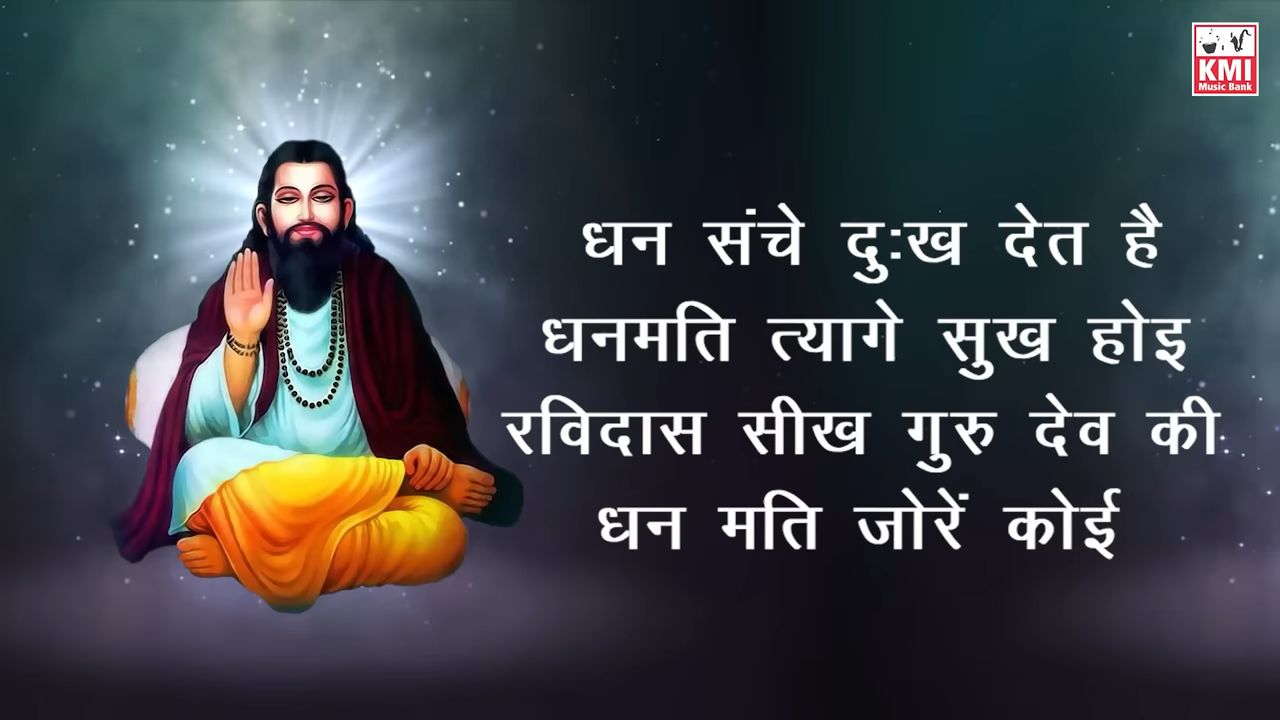 KMI
Music Bank
धन संचे दुःख देत है
धनमति त्यागे सुख होइ
रविदास सीख गुरु देव की
धन मति जोरें कोई